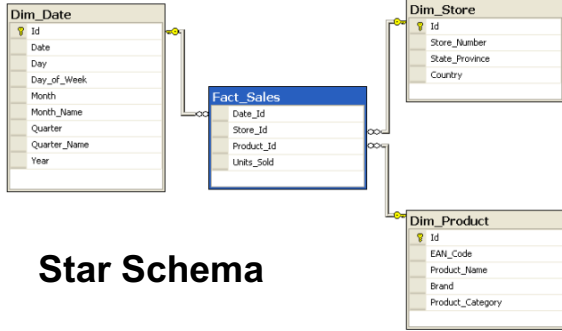 Dim_Date
Id
Date
Day
Day_of_Week
Month
Month_Name
Quarter
Quarter_Name
Year
Fact_Sales
Date_Id
Store_Id
Product_Id
Units_Sold
Dim_Store
Id
Store_Number
State_Province
Country
Dim_Product
Id
EAN_Code
Product_Name
Brand
Product_Category
Star Schema